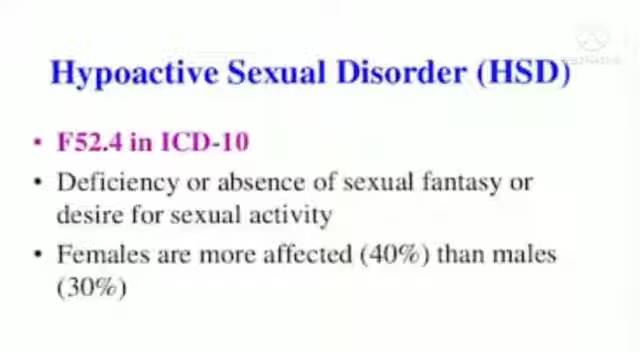 Hypoactive Sexual Disorder (HSD)
• F52.4 in ICD-10
• Deficiency or absence of sexual fantasy or
desire for sexual activity
• Females are more affected (40%) than males
(30%)